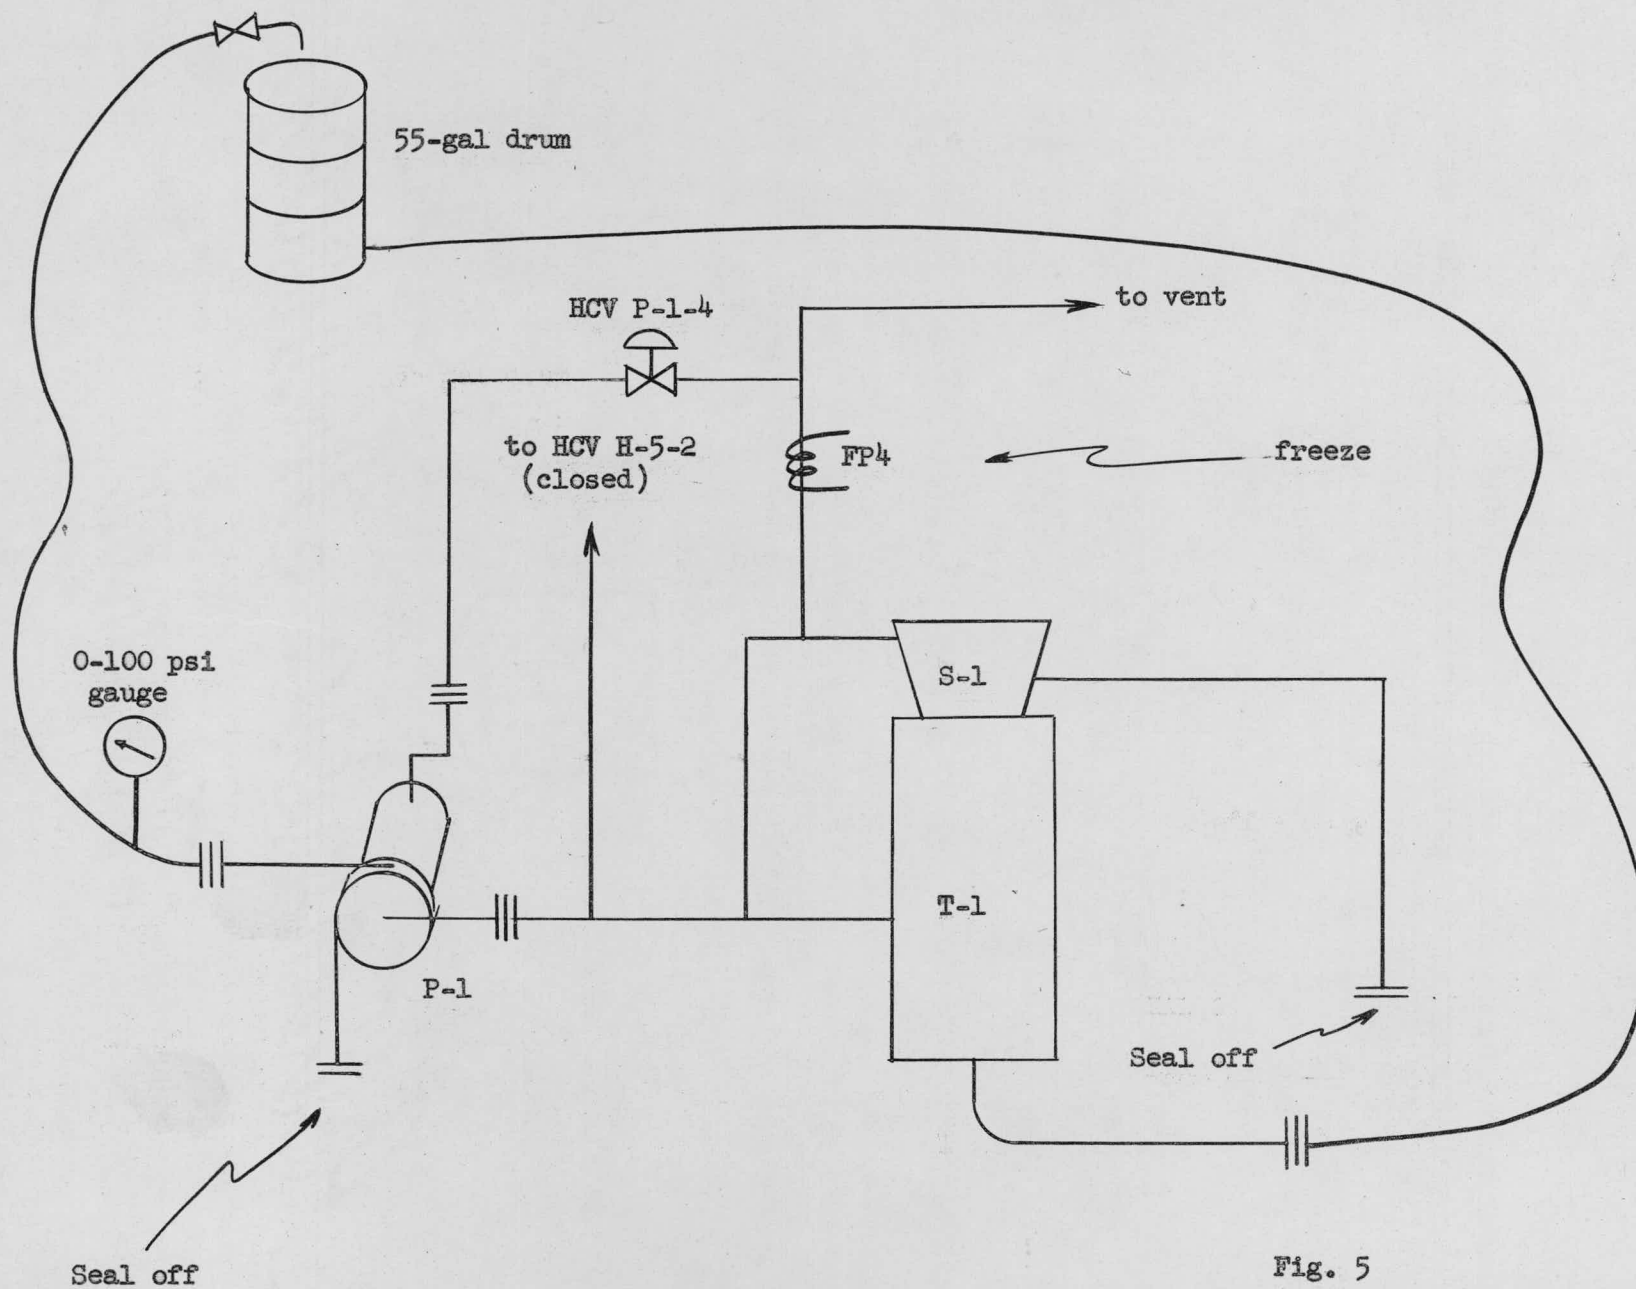 55-gal drum
to vent
HCV P-1-4
to HCV H-5-2
(closed)
FP4
freeze
0-100 psi
gauge
S-1
T-1
P-1
Seal off
Seal off
Fig. 5